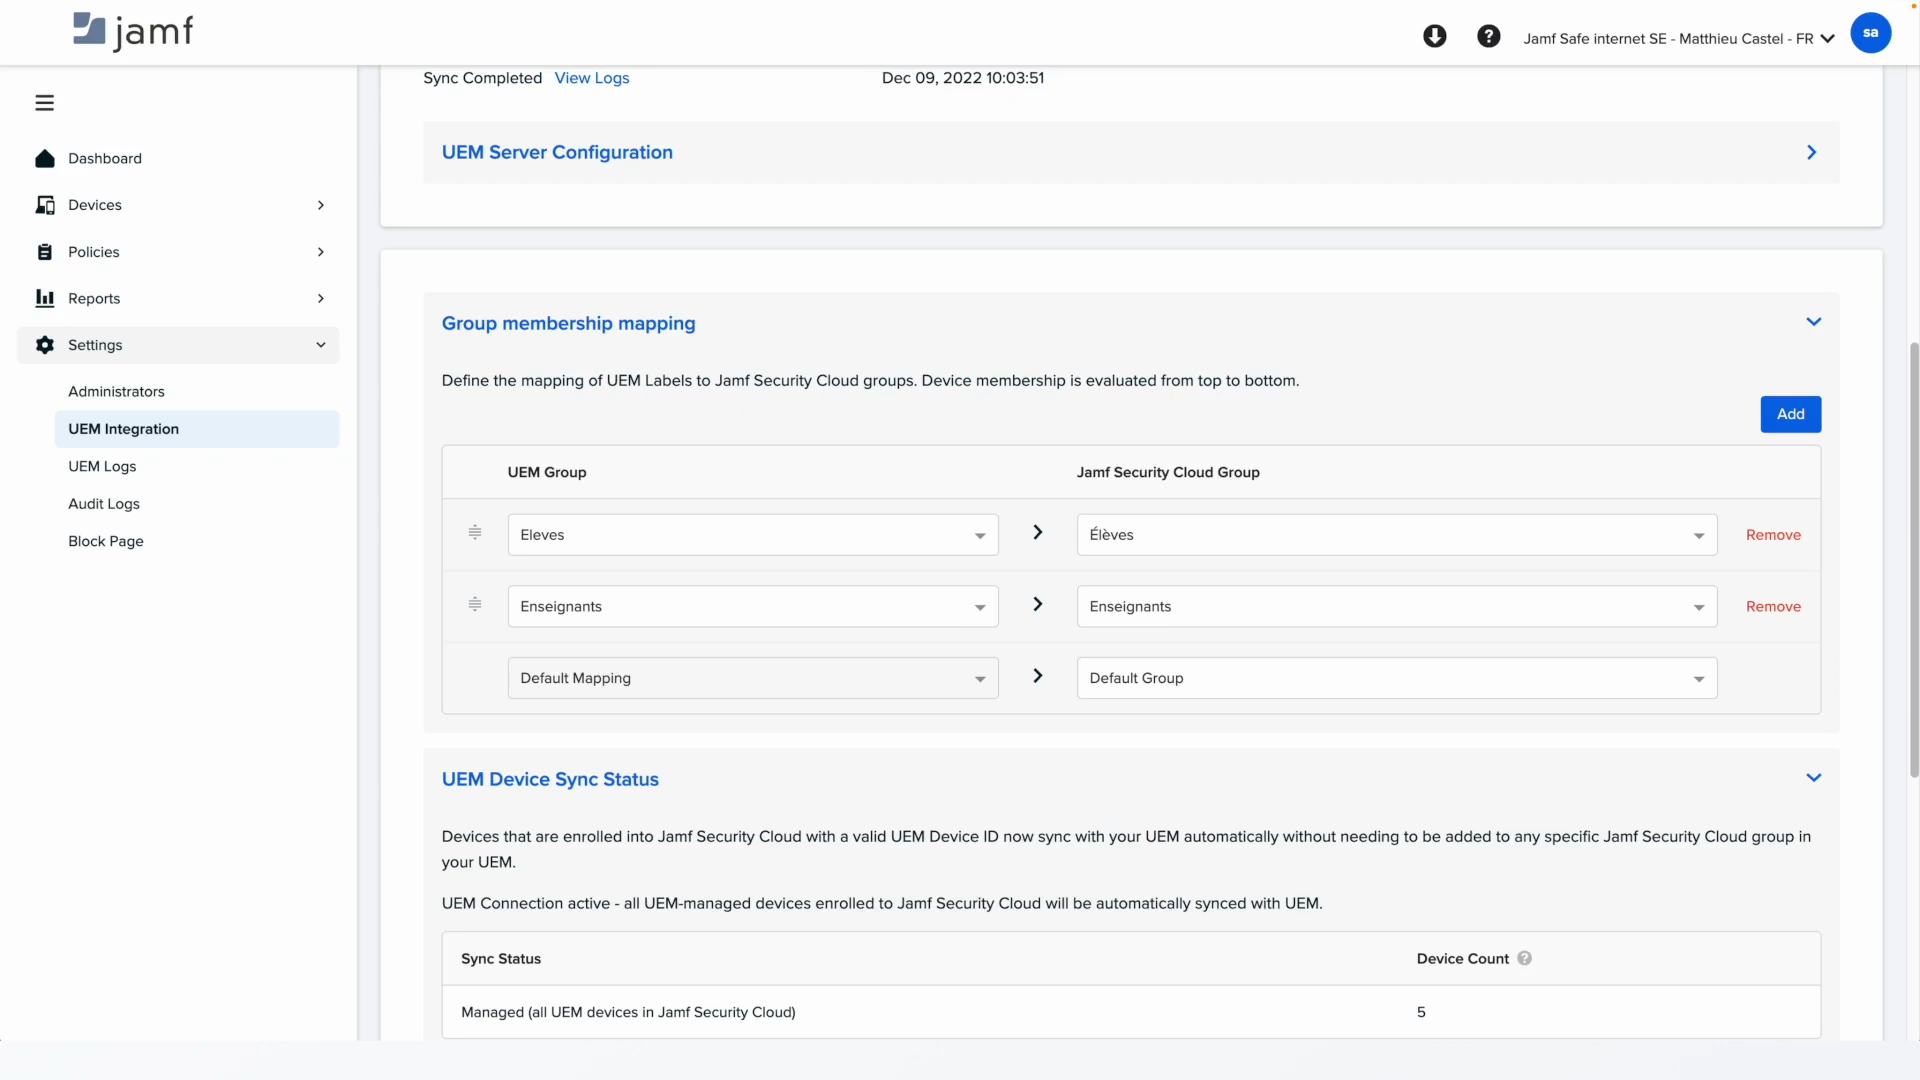 jamf
Jamf Safe internet SE - Matthieu Castel - FR
sa
Sync Completed View Logs Dec 09, 2022 10:03:51
UEM Server Configuration
Dashboard
Devices
Policies
Reports
Settings
Administrators
UEM Integration
UEM Logs
Audit Logs
Block Page
Group membership mapping
Define the mapping of UEM Labels to Jamf Security Cloud groups. Device membership is evaluated from top to bottom.
Add
UEM Group Jamf Security Cloud Group
Eleves Élèves Remove
Enseignants Enseignants Remove
Default Mapping Default Group
UEM Device Sync Status
Devices that are enrolled into Jamf Security Cloud with a valid UEM Device ID now sync with your UEM automatically without needing to be added to any specific Jamf Security Cloud group in
your UEM.
UEM Connection active - all UEM-managed devices enrolled to Jamf Security Cloud will be automatically synced with UEM.
Sync Status Device Count ?
Managed (all UEM devices in Jamf Security Cloud) 5